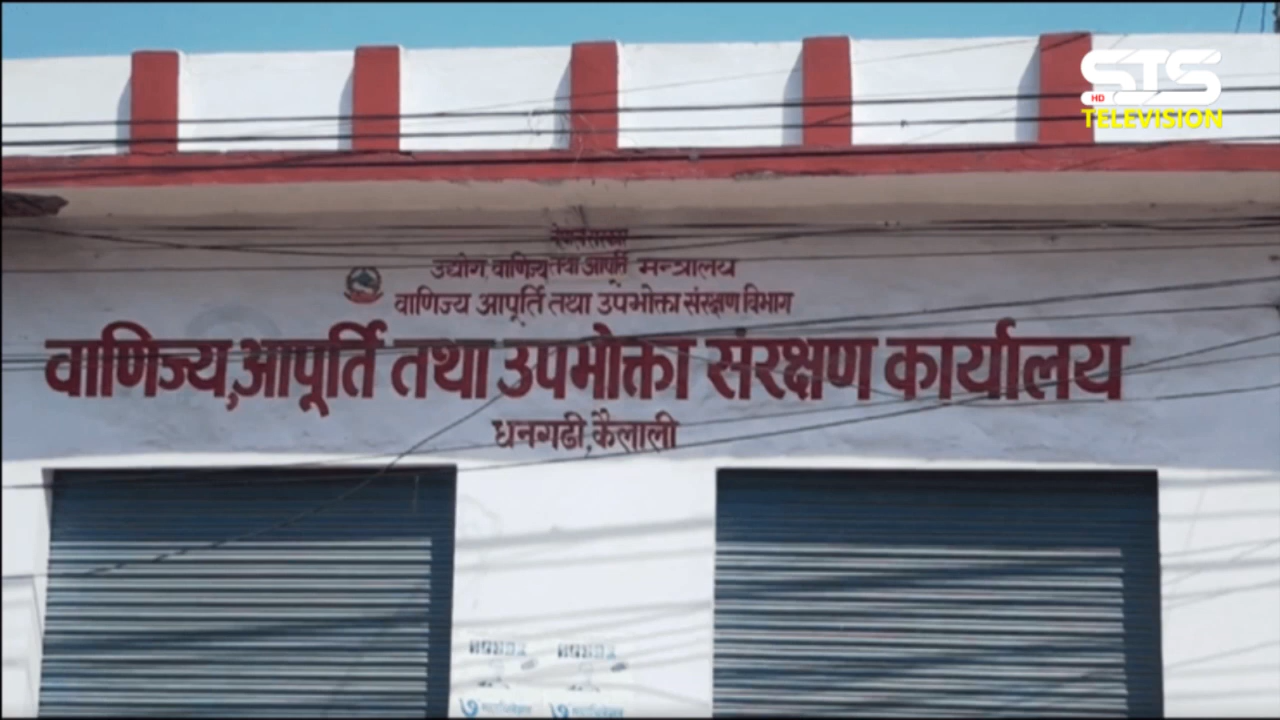 STS
HD
TELEVISION
नेपाल सरकार
उद्योग, वाणिज्य तथा आपूर्ति मन्त्रालय
वाणिज्य आपूर्ति तथा उपभोक्ता संरक्षण विभाग
वाणिज्य,आपूर्ति तथा उपभोक्ता संरक्षण कार्यालय
धनगढी,कैलाली